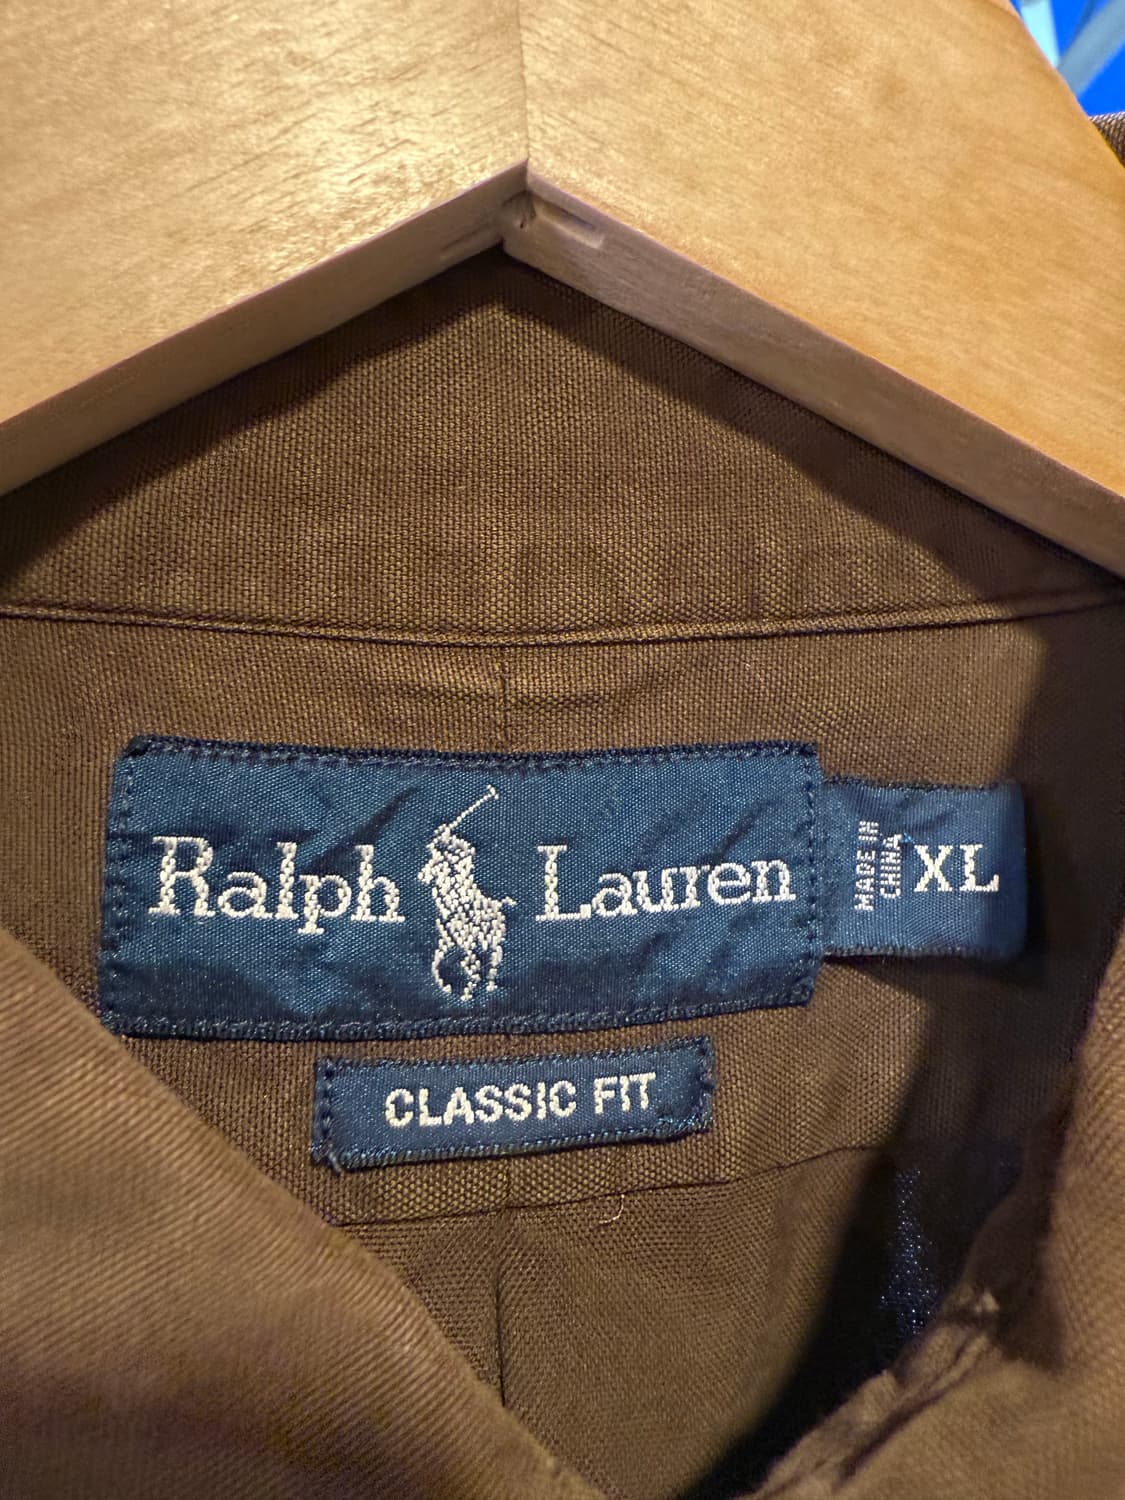 Ralph Lauren
MADE IN
CHINA
XL
CLASSIC FIT